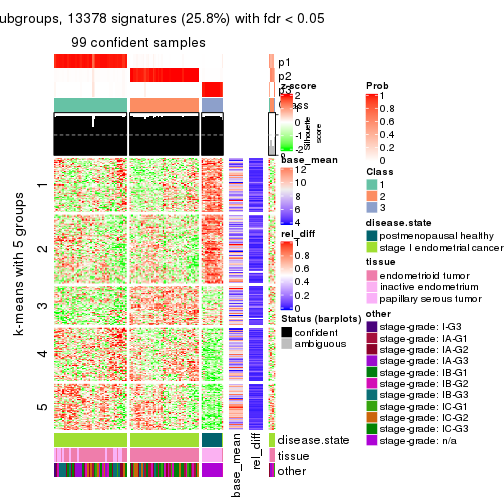 ubgroups, 13378 signatures (25.8%) with fdr < 0.05
99 confident samples
p1
p2
p3
Class
Silhouette
score
z-score
2
1
0
-1
-2
k-means with 5 groups
1
2
3
4
5
base_mean
12
10
8
6
4
rel_diff
1
0.8
0.6
0.4
0.2
0
Status (barplots)
confident
ambiguous
disease.state
tissue
other
base_mean
rel_diff
Prob
1
0.8
0.6
0.4
0.2
0
Class
1
2
3
disease.state
postmenopausal healthy
stage I endometrial cancer
tissue
endometrioid tumor
inactive endometrium
papillary serous tumor
other
stage-grade: I-G3
stage-grade: IA-G1
stage-grade: IA-G2
stage-grade: IA-G3
stage-grade: IB-G1
stage-grade: IB-G2
stage-grade: IB-G3
stage-grade: IC-G1
stage-grade: IC-G2
stage-grade: IC-G3
stage-grade: n/a